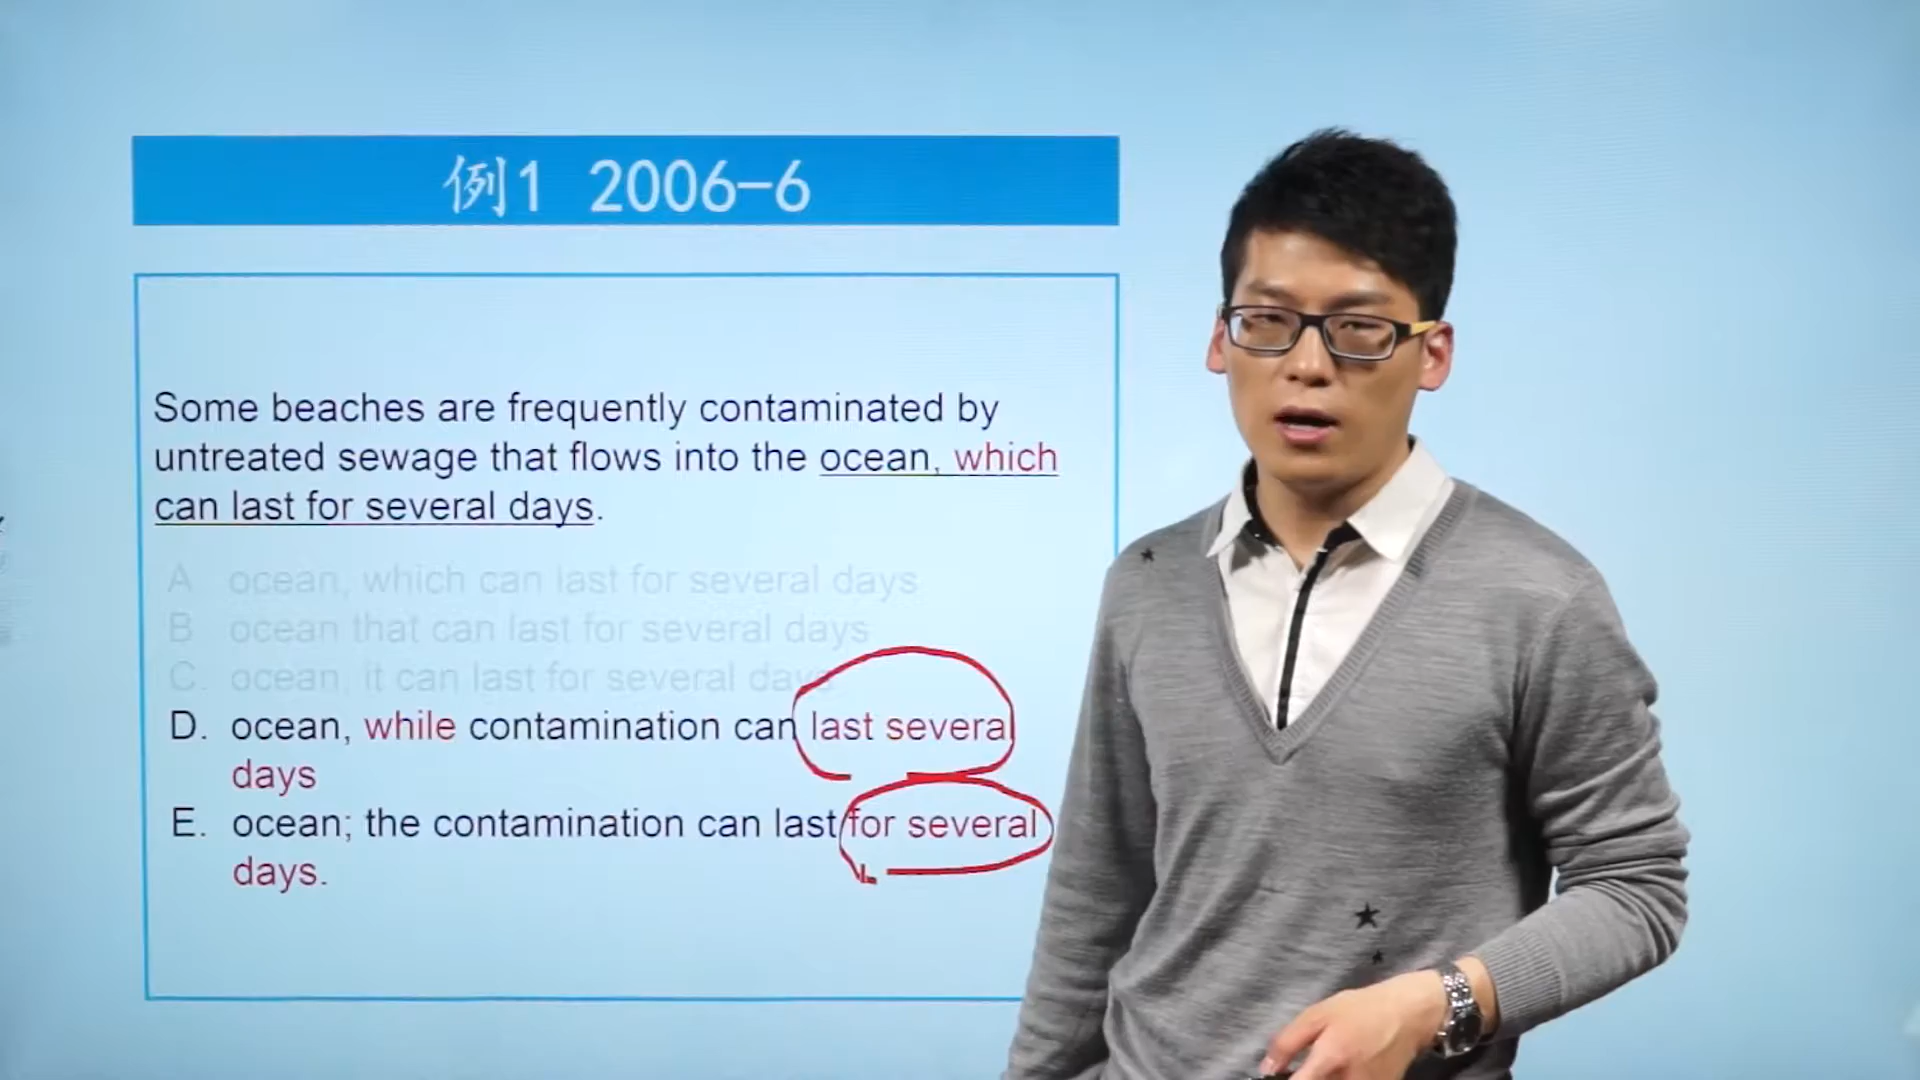 例1 2006-6
Some beaches are frequently contaminated by
untreated sewage that flows into the ocean, which
can last for several days.
A ocean, which can last for several days
B ocean that can last for several days
C. ocean, it can last for several days
D. ocean, while contamination can last several
days
E. ocean; the contamination can last for several
days.